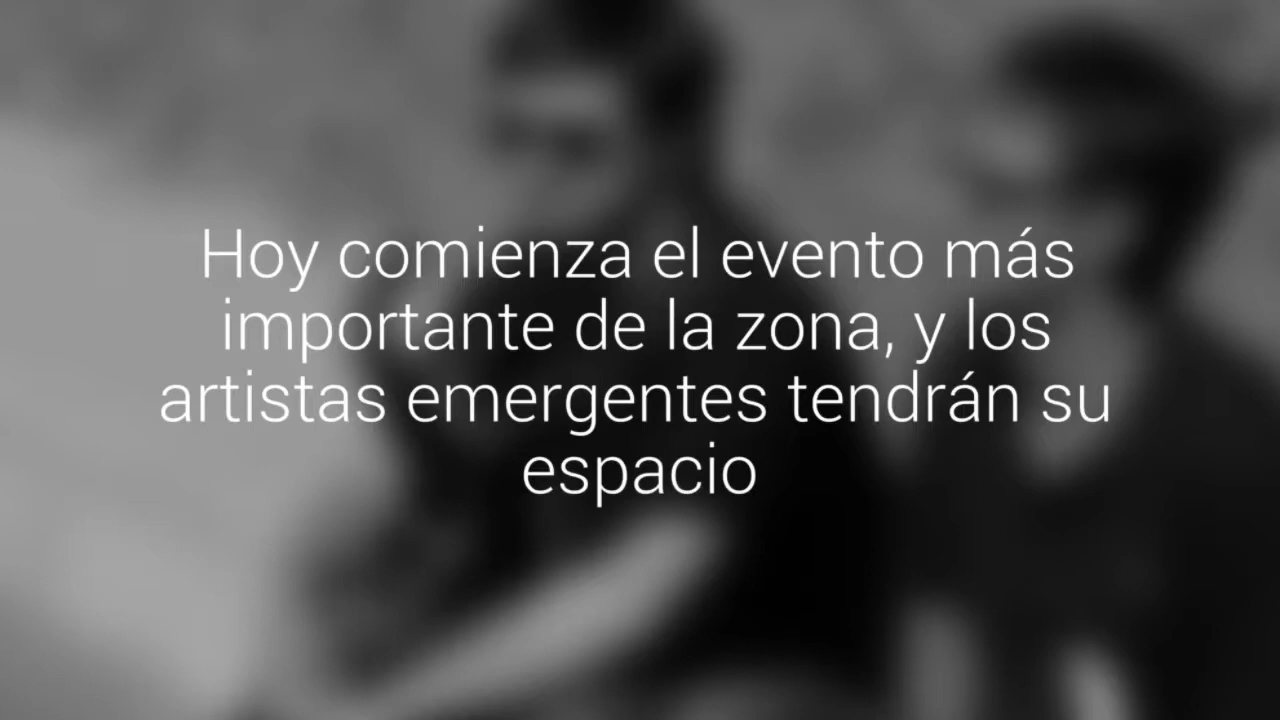 Hoy comienza el evento más
importante de la zona, y los
artistas emergentes tendrán su
espacio